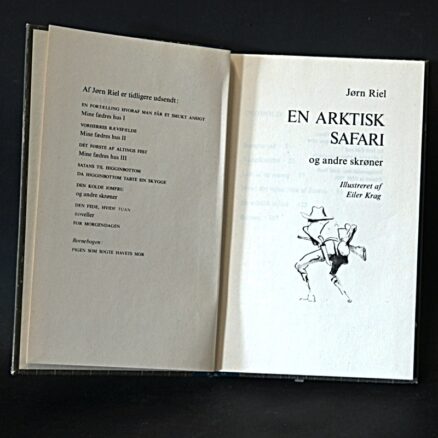 Af Jørn Riel er tidligere udsendt:
EN FORTÆLLING HVORAF MAN FÅR ET SMUKT ANSIGT
Mine fædres hus I
VORHERRES RÆVEFÆLDE
Mine fædres hus II
DET FØRSTE AF ALTINGS FEST
Mine fædres hus III
SATANS TIL HIGGINBOTTOM
DA HIGGINBOTTOM TABTE EN SKYGGE
DEN KOLDE JOMFRU
og andre skrøner
DEN FEDE, HVIDE
noveller
FOR MORGENDAGEN
Børnebogen:
PIGEN SOM SØGTE HAVETS MOR
Jørn Riel
EN ARKTISK
SAFARI
og andre skrøner
Illustreret af
Eiler Krag